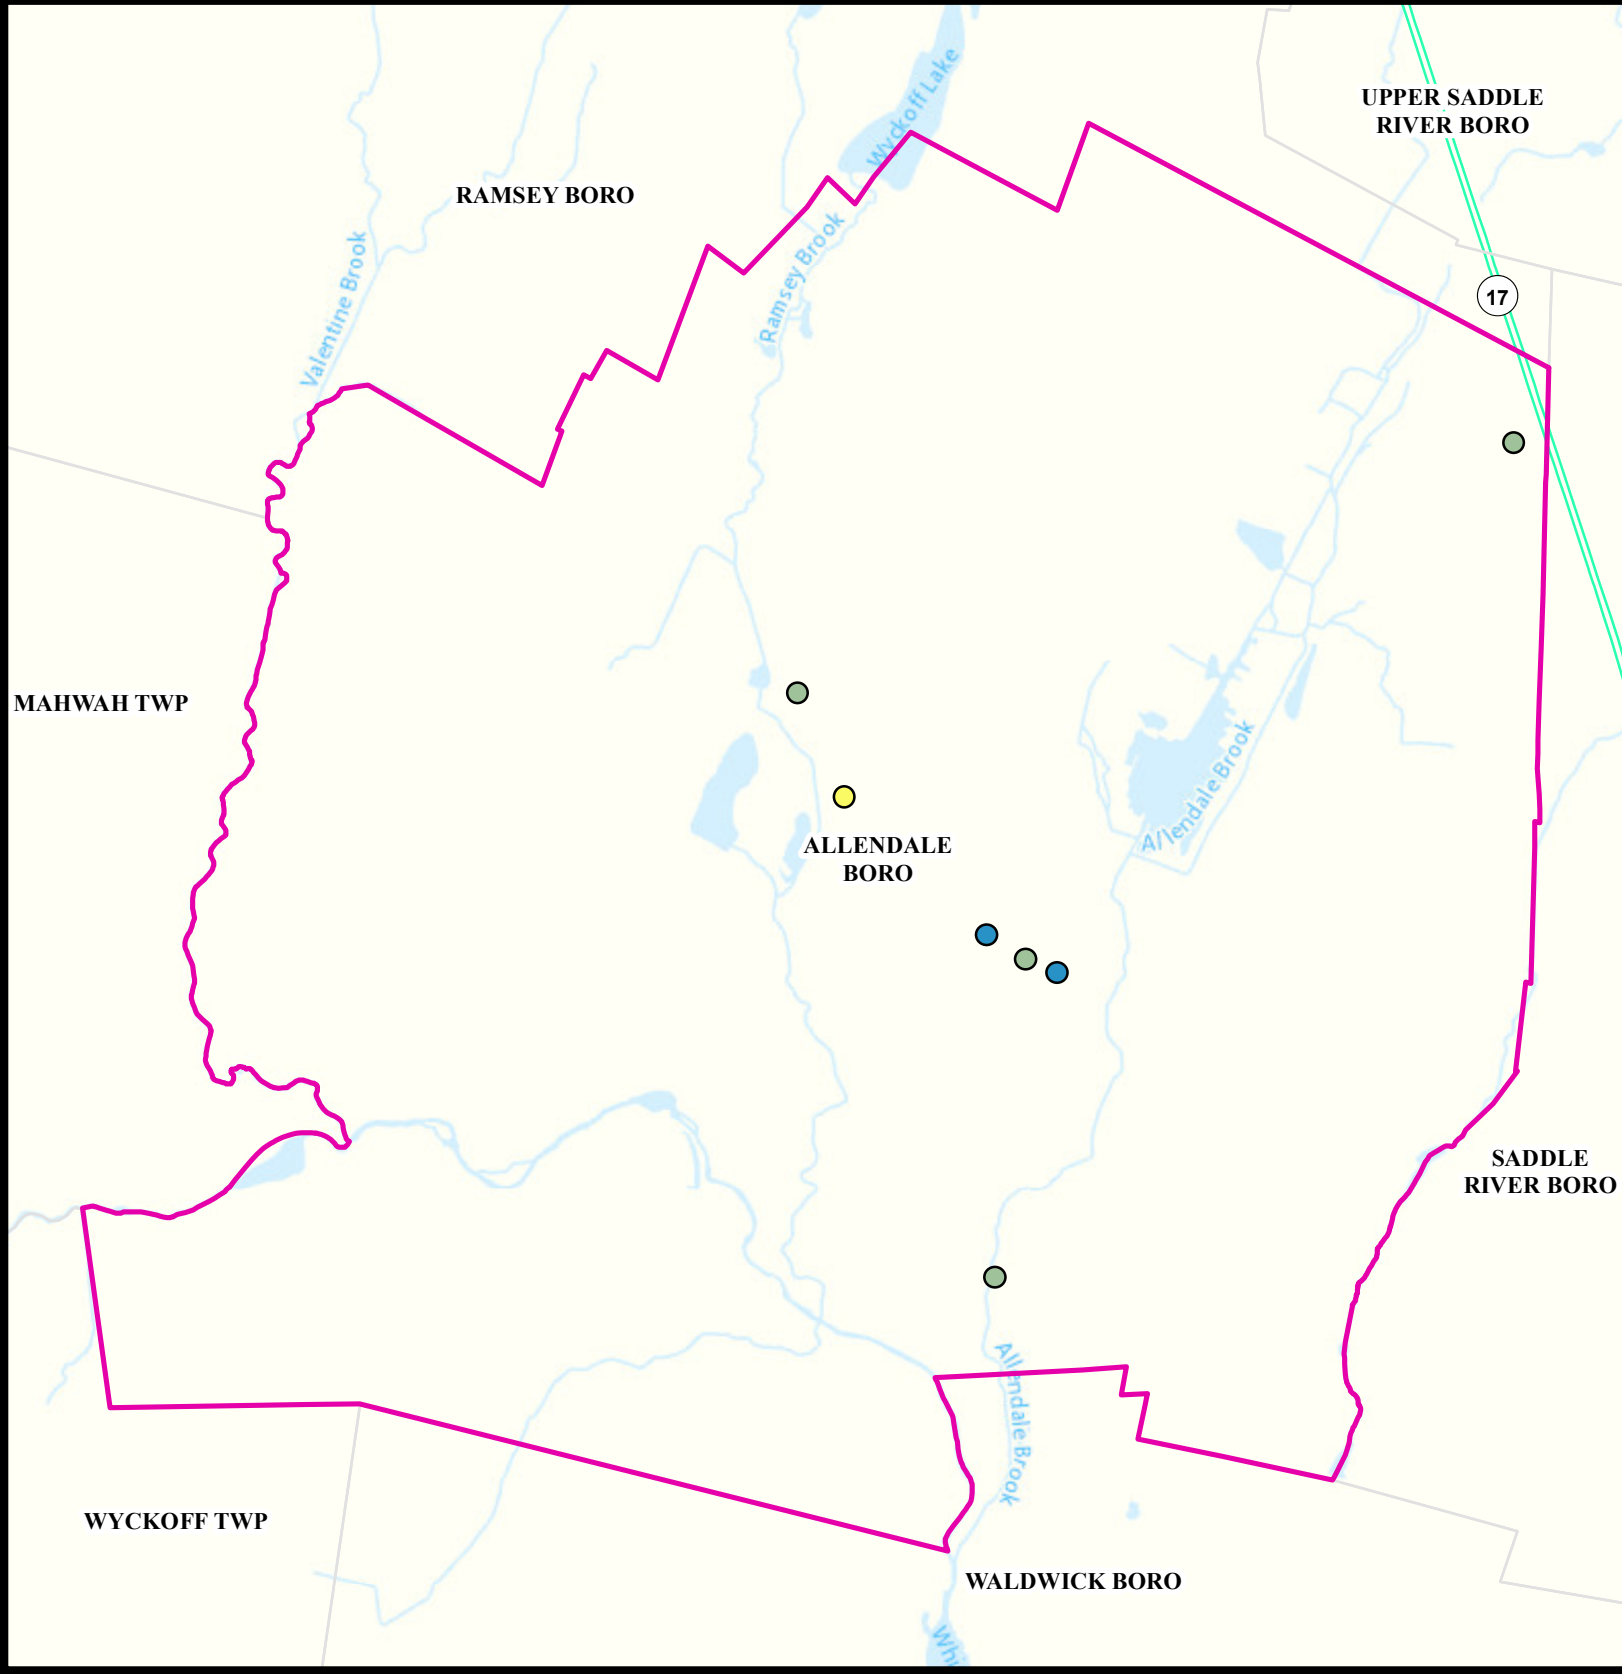 Wyckoff Lake
UPPER SADDLE
RIVER BORO
RAMSEY BORO
Ramsey Brook
Valentine Brook
17
MAHWAH TWP
Allendale Brook
ALLENDALE
BORO
SADDLE
RIVER BORO
Allendale Brook
WYCKOFF TWP
WALDWICK BORO
Whi